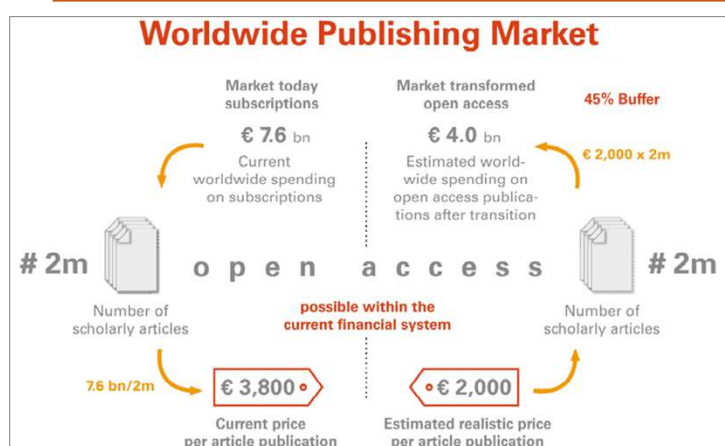 Worldwide Publishing Market
Market today
subscriptions
€ 7.6 bn
Current
worldwide spending
on subscriptions
Market transformed
open access
€ 4.0 bn
Estimated world-
wide spending on
open access publica-
tions after transition
45% Buffer
€ 2,000 x 2m
# 2m
open access
# 2m
Number of
scholarly articles
possible within the
current financial system
Number of
scholarly articles
7.6 bn/2m
€ 3,800
€ 2,000
Current price
per article publication
Estimated realistic price
per article publication